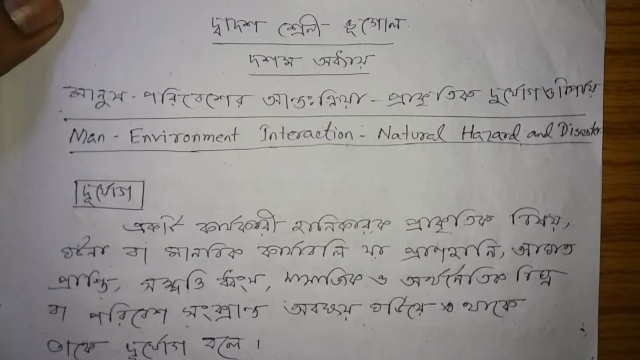 দ্বাদশ শ্রেণী ভূগোল
দশম অধ্যায়
মানুষ - পরিবেশের আন্তঃক্রিয়া - প্রাকৃতিক দুর্যোগ ও বিপর্যয়
Man - Environment Interaction - Natural Hazard and Disaster
দুর্যোগ
একটি কার্যকরী হানিকারক প্রাকৃতিক বিষয়,
ঘটনা বা মানবিক কার্যাবলি যা প্রাণহানি, আঘাত
প্রাপ্তি, সম্পত্তি ধ্বংস, সামাজিক ও অর্থনৈতিক বিঘ্ন
বা পরিবেশ সংক্রান্ত অবক্ষয় ঘটিয়ে থাকে
তাকে দুর্যোগ বলে ।